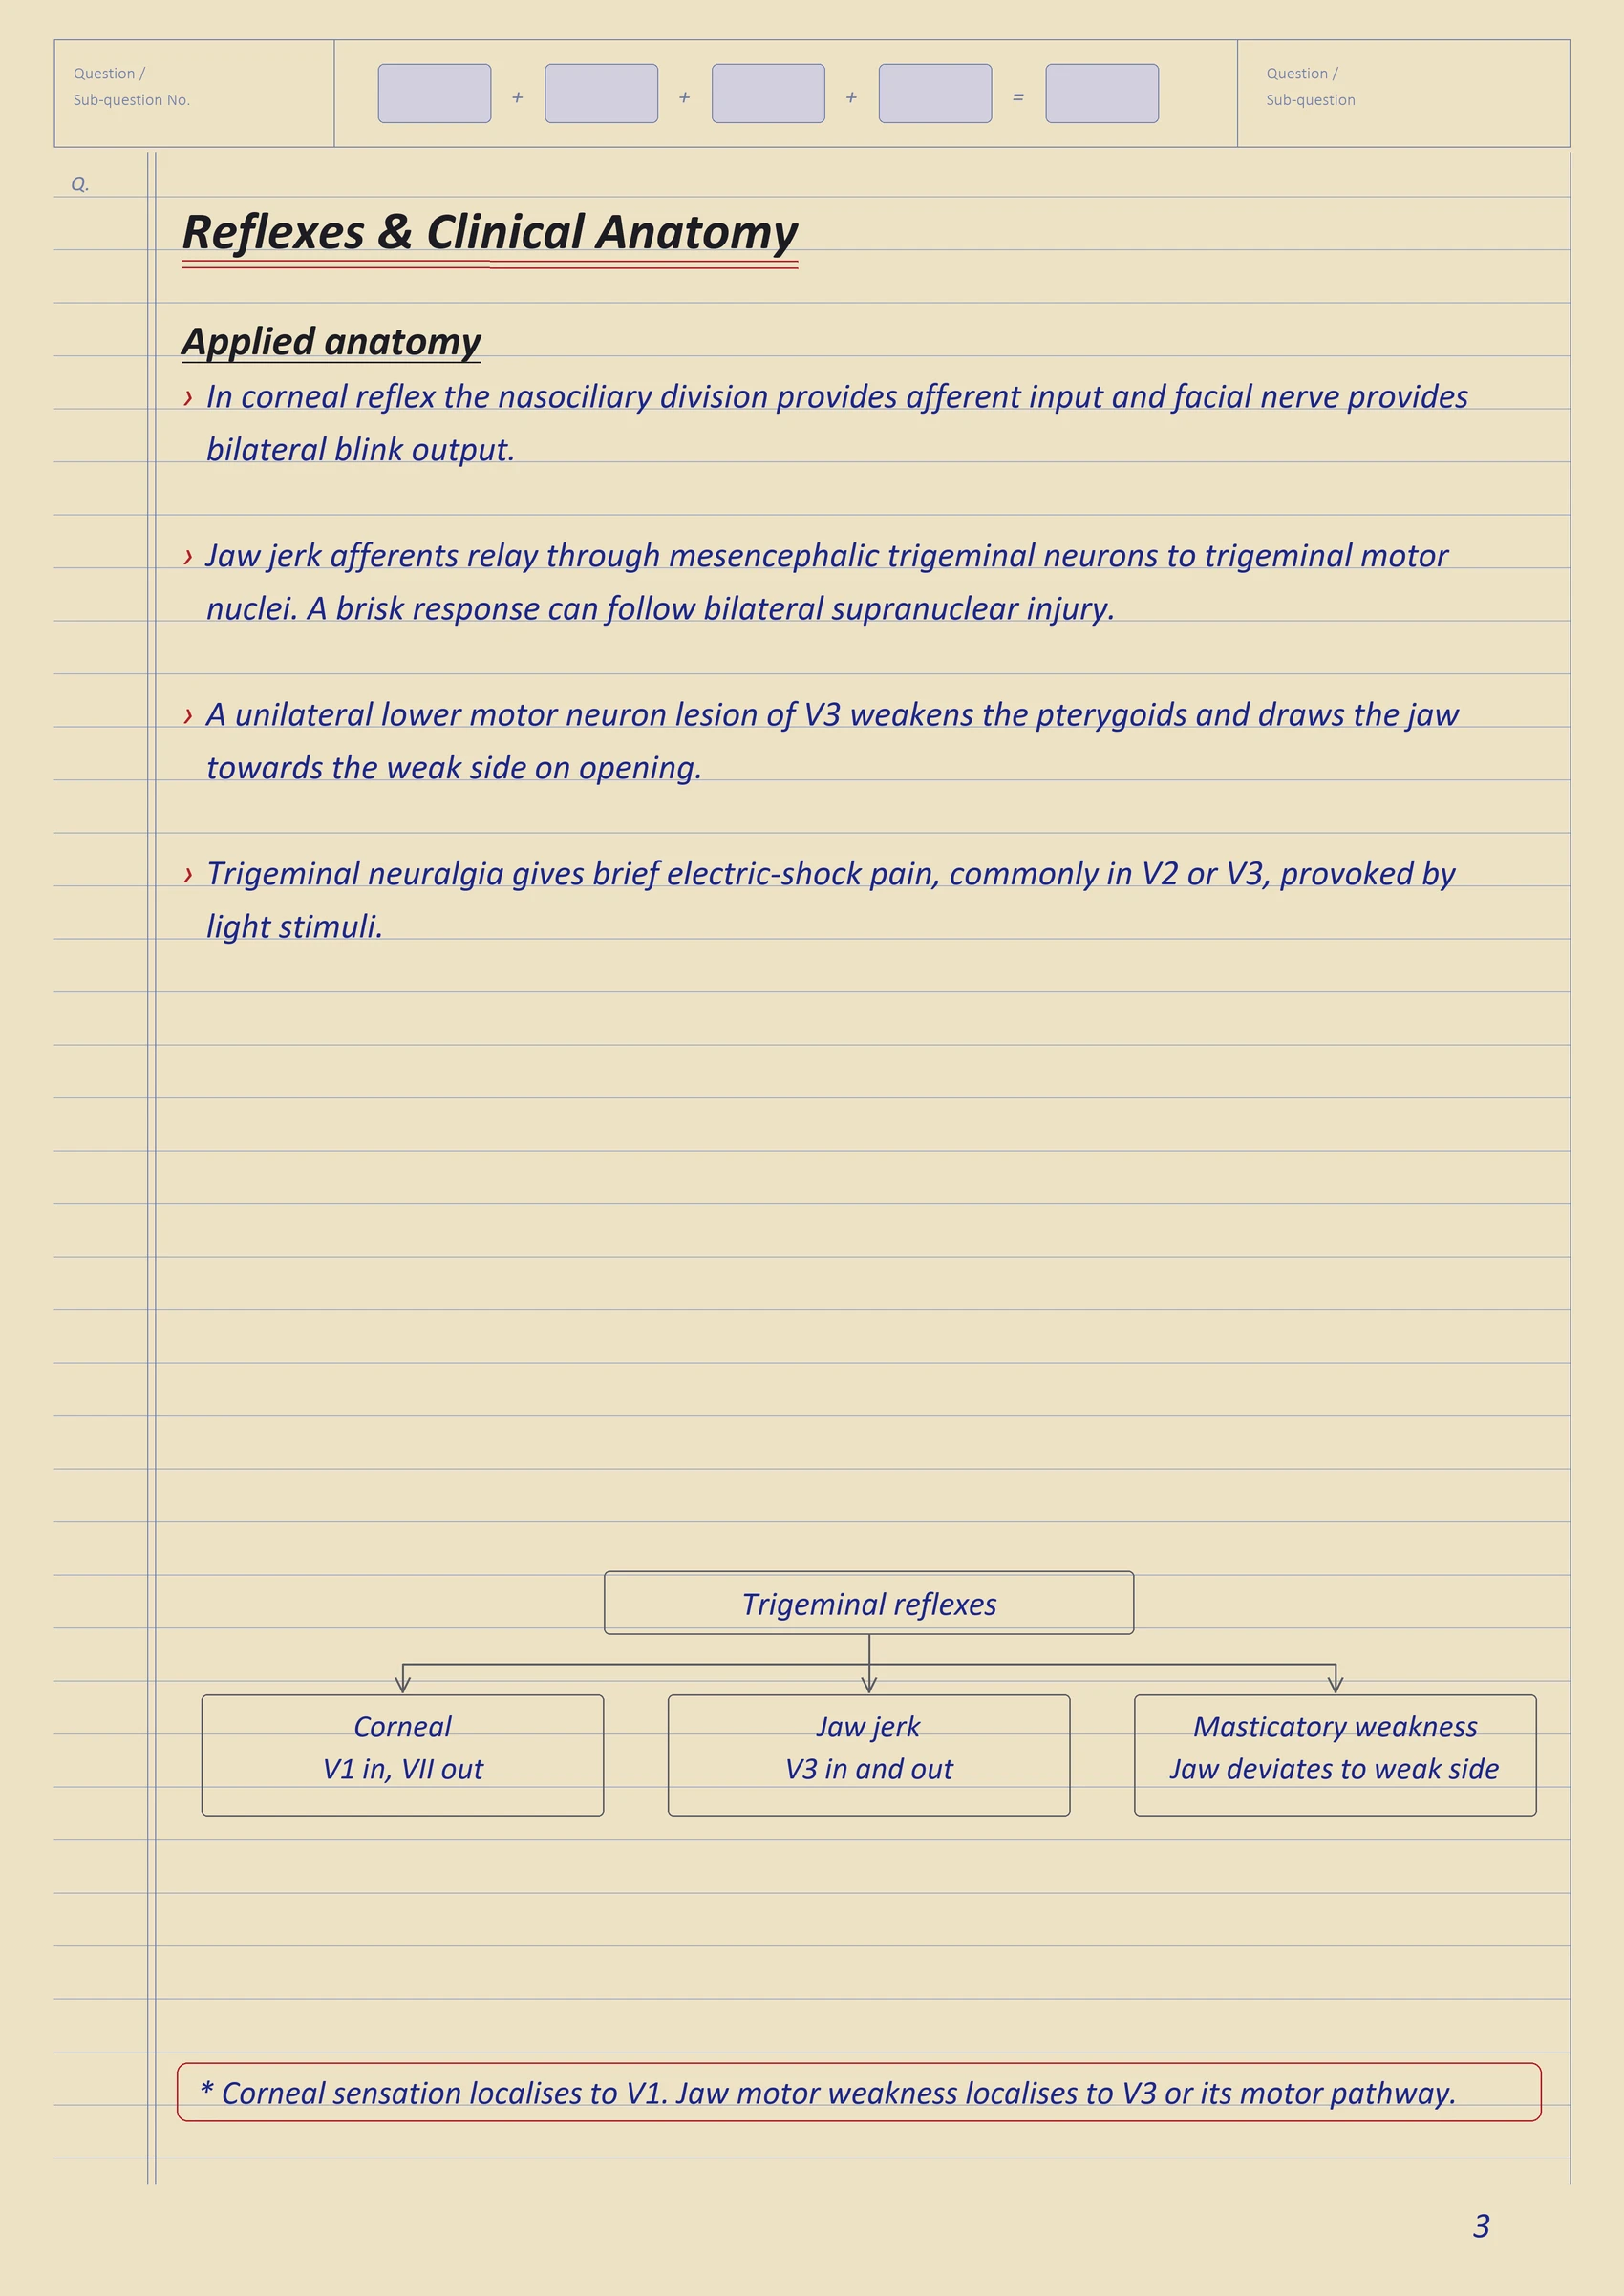 Question /
Sub-question No.
+ + + =
Question /
Sub-question
Q.
Reflexes & Clinical Anatomy
Applied anatomy
› In corneal reflex the nasociliary division provides afferent input and facial nerve provides
bilateral blink output.
› Jaw jerk afferents relay through mesencephalic trigeminal neurons to trigeminal motor
nuclei. A brisk response can follow bilateral supranuclear injury.
› A unilateral lower motor neuron lesion of V3 weakens the pterygoids and draws the jaw
towards the weak side on opening.
› Trigeminal neuralgia gives brief electric-shock pain, commonly in V2 or V3, provoked by
light stimuli.
Trigeminal reflexes
Corneal
V1 in, VII out
Jaw jerk
V3 in and out
Masticatory weakness
Jaw deviates to weak side
* Corneal sensation localises to V1. Jaw motor weakness localises to V3 or its motor pathway.
3